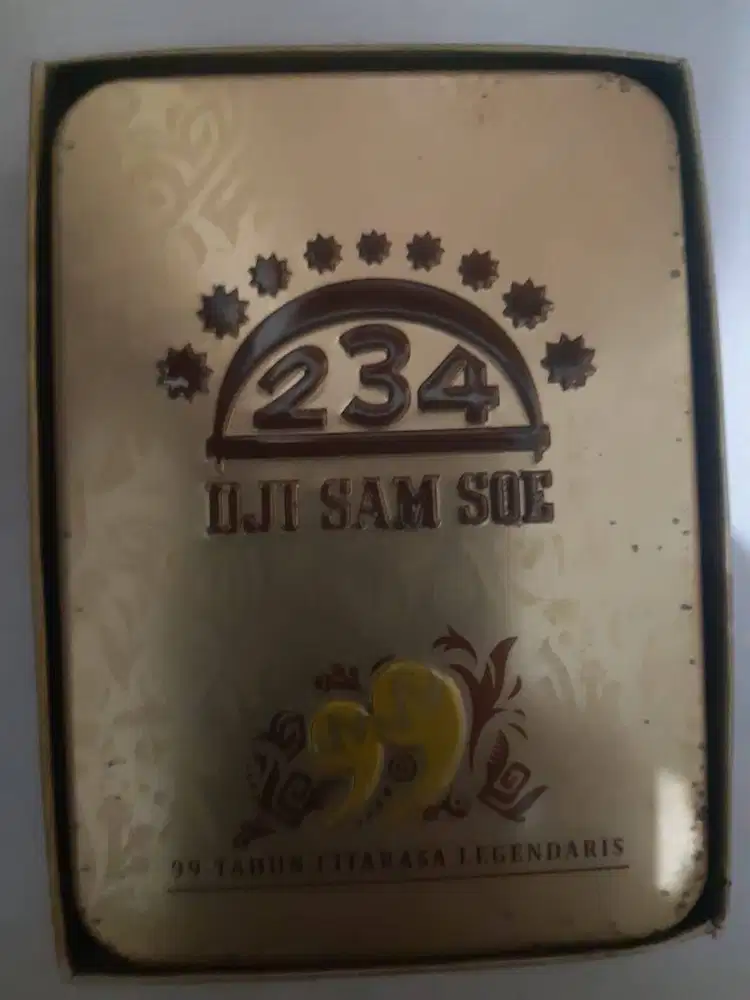 234
DJI SAM SOE
99
99 TAHUN CITARASA LEGENDARIS